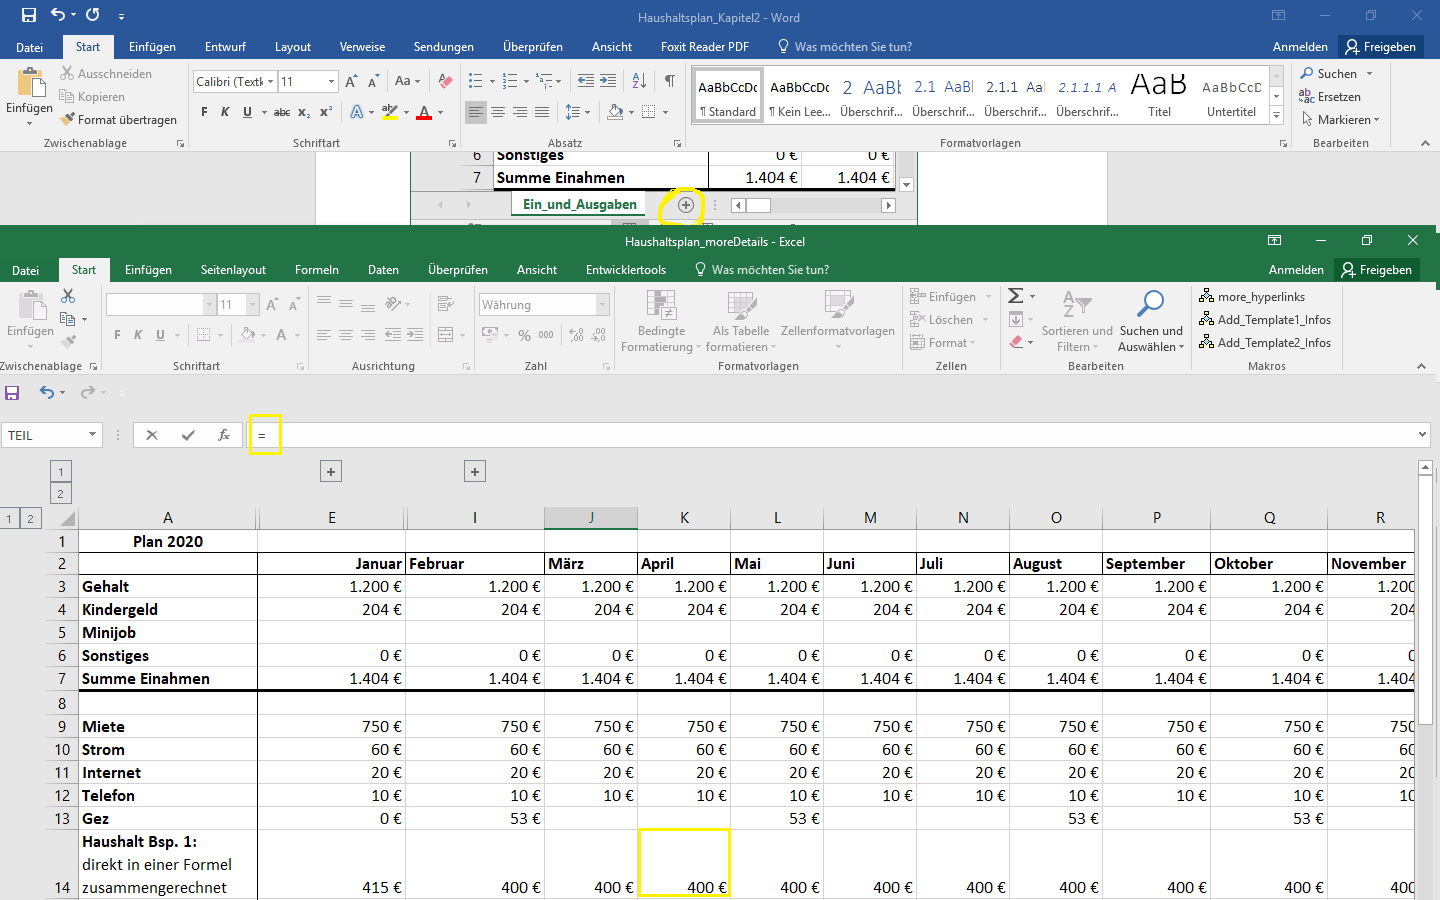 Haushaltsplan_Kapitel2 - Word
Datei Start Einfügen Entwurf Layout Verweise Sendungen Überprüfen Ansicht Foxit Reader PDF Was möchten Sie tun? Anmelden Freigeben
Einfügen
Ausschneiden
Kopieren
Format übertragen
Zwischenablage
Calibri (Textk 11
F K U abc x₂ x²
Schriftart
Absatz
AaBbCcDc AaBbCcDc 2 AaBb 2.1 AaBb 2.1.1 Aa 2.1.1.1 A AaB AaBbCcD
¶ Standard ¶ Kein Lee... Überschrif... Überschrif... Überschrif... Überschrif... Titel Untertitel
Formatvorlagen
Suchen
Ersetzen
Markieren
Bearbeiten
6 Sonstiges 0 € 0 €
7 Summe Einahmen 1.404 € 1.404 €
Ein_und_Ausgaben
Haushaltsplan_moreDetails - Excel
Datei Start Einfügen Seitenlayout Formeln Daten Überprüfen Ansicht Entwicklertools Was möchten Sie tun? Anmelden Freigeben
Einfügen
Zwischenablage
11
F K U
Schriftart
Ausrichtung
Währung
% 000
Zahl
Bedingte Formatierung
Als Tabelle formatieren
Zellenformatvorlagen
Formatvorlagen
Einfügen
Löschen
Format
Zellen
Sortieren und Filtern
Suchen und Auswählen
Bearbeiten
more_hyperlinks
Add_Template1_Infos
Add_Template2_Infos
Makros
TEIL fx =
1
2
1 2 A E I J K L M N O P Q R
1 Plan 2020
2 Januar Februar März April Mai Juni Juli August September Oktober November
3 Gehalt 1.200 € 1.200 € 1.200 € 1.200 € 1.200 € 1.200 € 1.200 € 1.200 € 1.200 € 1.200 € 1.200
4 Kindergeld 204 € 204 € 204 € 204 € 204 € 204 € 204 € 204 € 204 € 204 € 204
5 Minijob
6 Sonstiges 0 € 0 € 0 € 0 € 0 € 0 € 0 € 0 € 0 € 0 € 0
7 Summe Einahmen 1.404 € 1.404 € 1.404 € 1.404 € 1.404 € 1.404 € 1.404 € 1.404 € 1.404 € 1.404 € 1.404
8
9 Miete 750 € 750 € 750 € 750 € 750 € 750 € 750 € 750 € 750 € 750 € 750
10 Strom 60 € 60 € 60 € 60 € 60 € 60 € 60 € 60 € 60 € 60 € 60
11 Internet 20 € 20 € 20 € 20 € 20 € 20 € 20 € 20 € 20 € 20 € 20
12 Telefon 10 € 10 € 10 € 10 € 10 € 10 € 10 € 10 € 10 € 10 € 10
13 Gez 0 € 53 € 53 € 53 € 53 €
Haushalt Bsp. 1:
direkt in einer Formel
14 zusammengerechnet 415 € 400 € 400 € 400 € 400 € 400 € 400 € 400 € 400 € 400 € 400